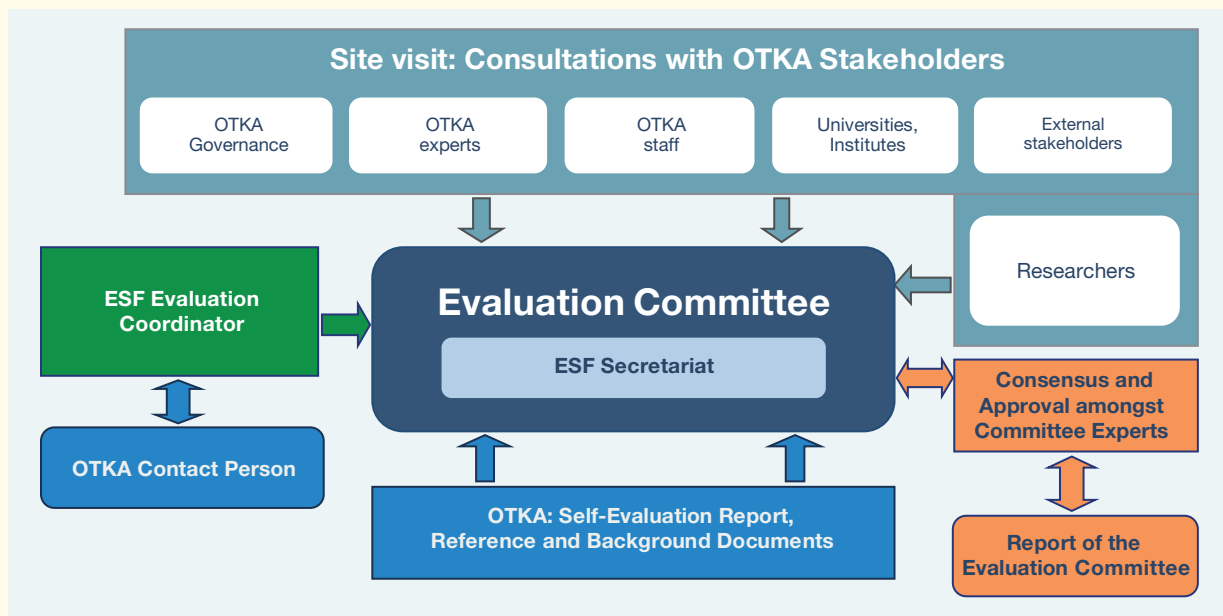 Site visit: Consultations with OTKA Stakeholders
OTKA
Governance
OTKA
experts
OTKA
staff
Universities,
Institutes
External
stakeholders
Researchers
ESF Evaluation
Coordinator
Evaluation Committee
ESF Secretariat
Consensus and
Approval amongst
Committee Experts
OTKA Contact Person
OTKA: Self-Evaluation Report,
Reference and Background Documents
Report of the
Evaluation Committee